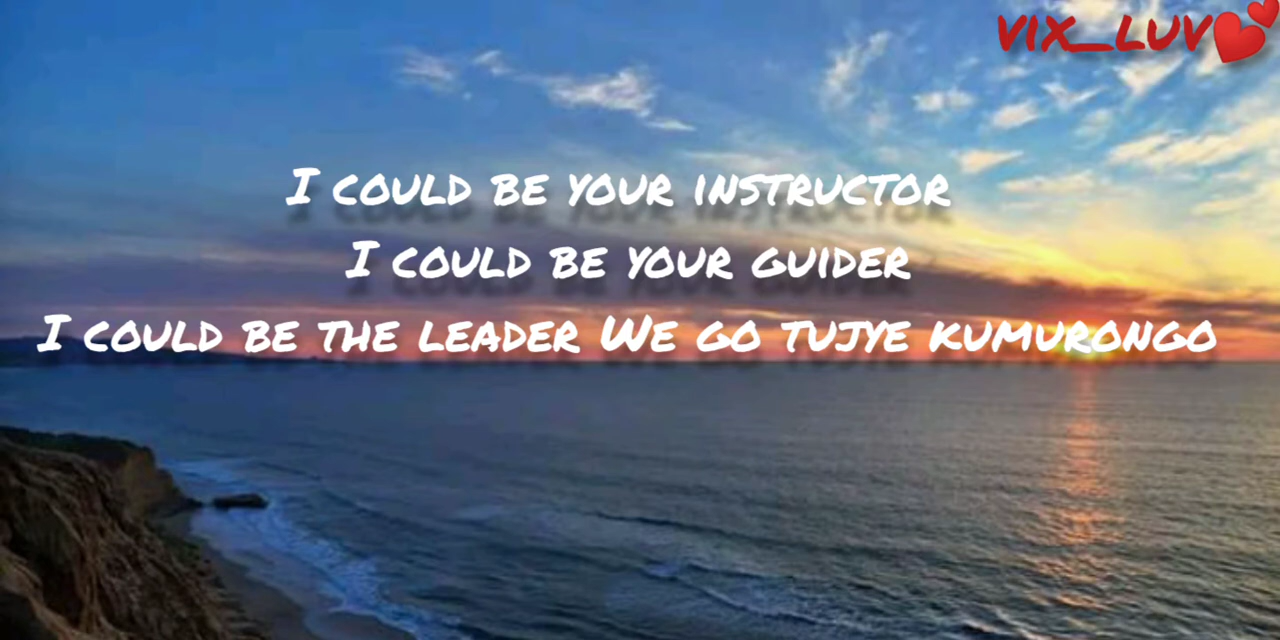 VIX_LUV💕
I COULD BE YOUR INSTRUCTOR
I COULD BE YOUR GUIDER
I COULD BE THE LEADER WE GO TUJYE KUMURONGO